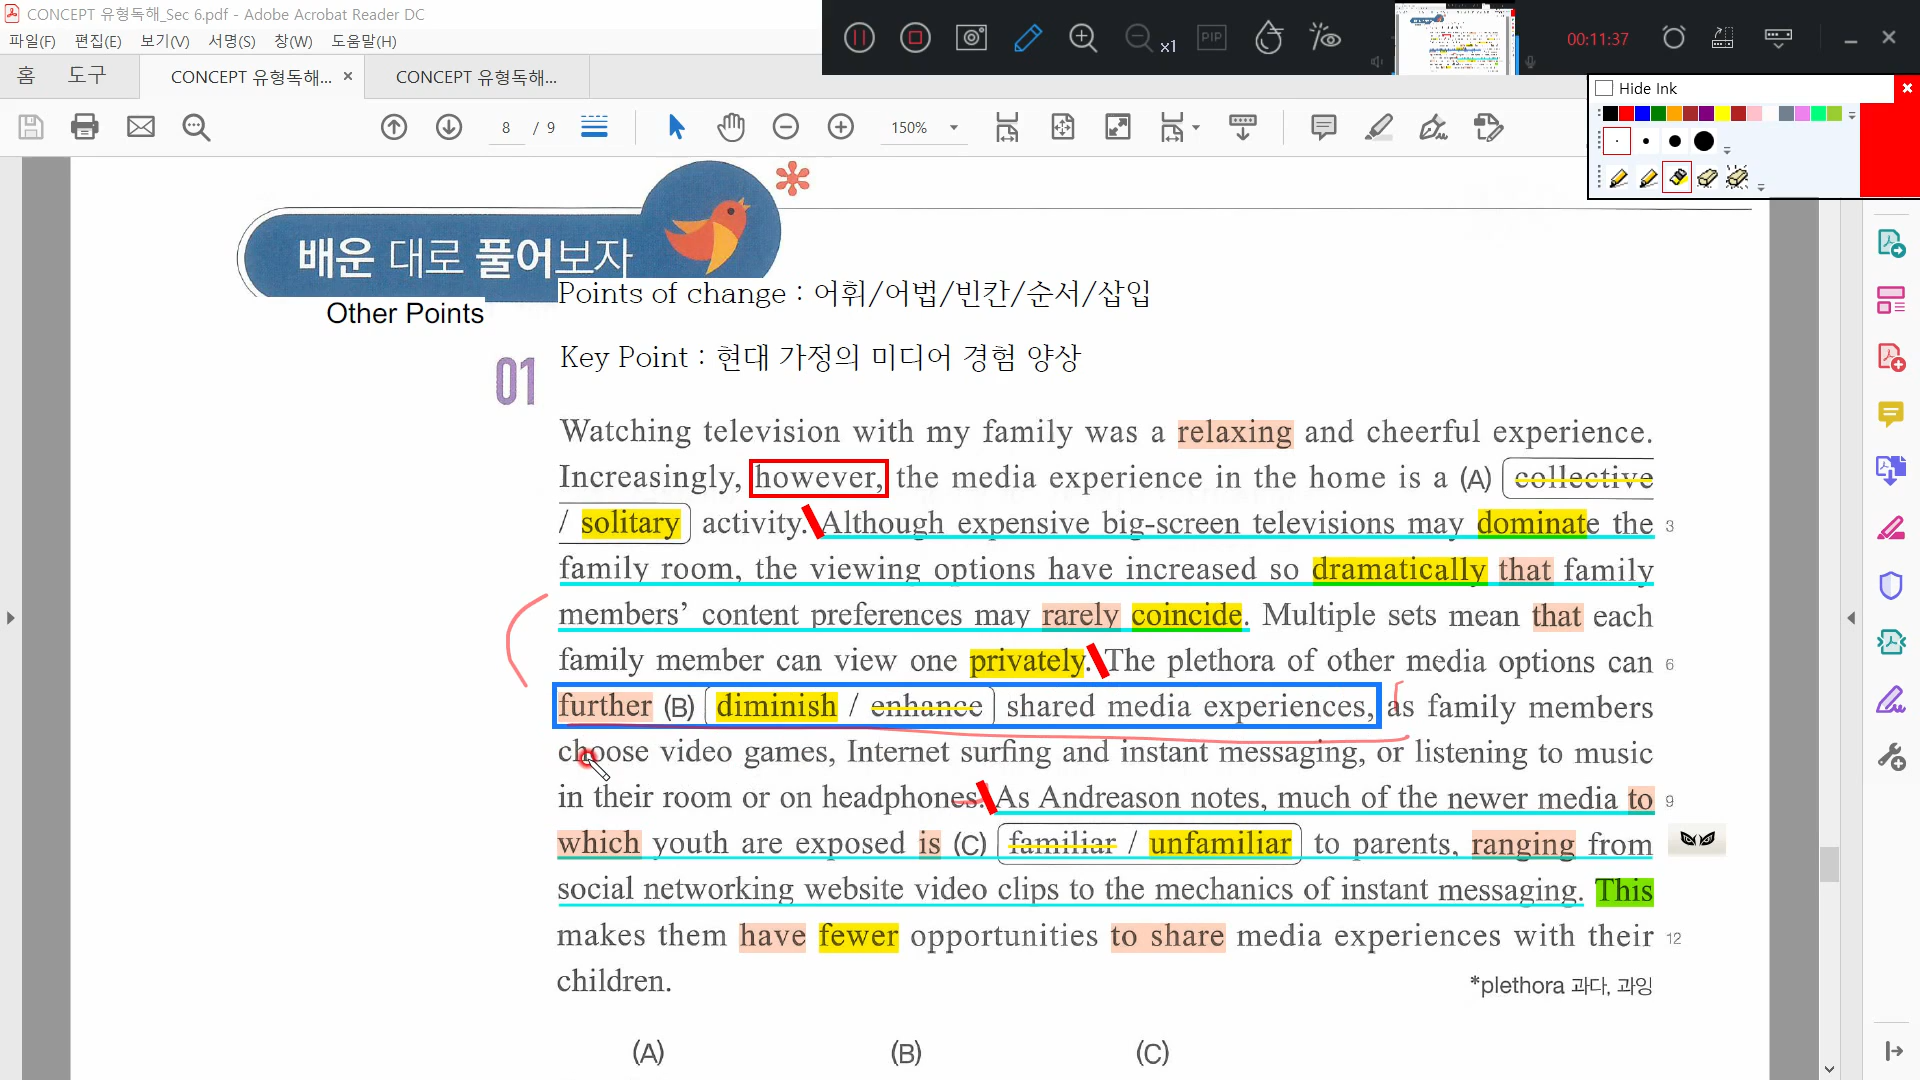 CONCEPT 유형독해_Sec 6.pdf - Adobe Acrobat Reader DC
파일(F) 편집(E) 보기(V) 서명(S) 창(W) 도움말(H)
x1 PIP 00:11:37
홈 도구 CONCEPT 유형독해... × CONCEPT 유형독해...
Hide Ink
8 / 9 150%
배운 대로 풀어보자
Points of change : 어휘/어법/빈칸/순서/삽입
Other Points
01
Key Point : 현대 가정의 미디어 경험 양상
Watching television with my family was a relaxing and cheerful experience.
Increasingly, however, the media experience in the home is a (A) collective
/ solitary activity. Although expensive big-screen televisions may dominate the 3
family room, the viewing options have increased so dramatically that family
members’ content preferences may rarely coincide. Multiple sets mean that each
family member can view one privately. The plethora of other media options can 6
further (B) diminish / enhance shared media experiences, as family members
choose video games, Internet surfing and instant messaging, or listening to music
in their room or on headphones. As Andreason notes, much of the newer media to 9
which youth are exposed is (C) familiar / unfamiliar to parents, ranging from
social networking website video clips to the mechanics of instant messaging. This
makes them have fewer opportunities to share media experiences with their 12
children.
*plethora 과다, 과잉
(A) (B) (C)